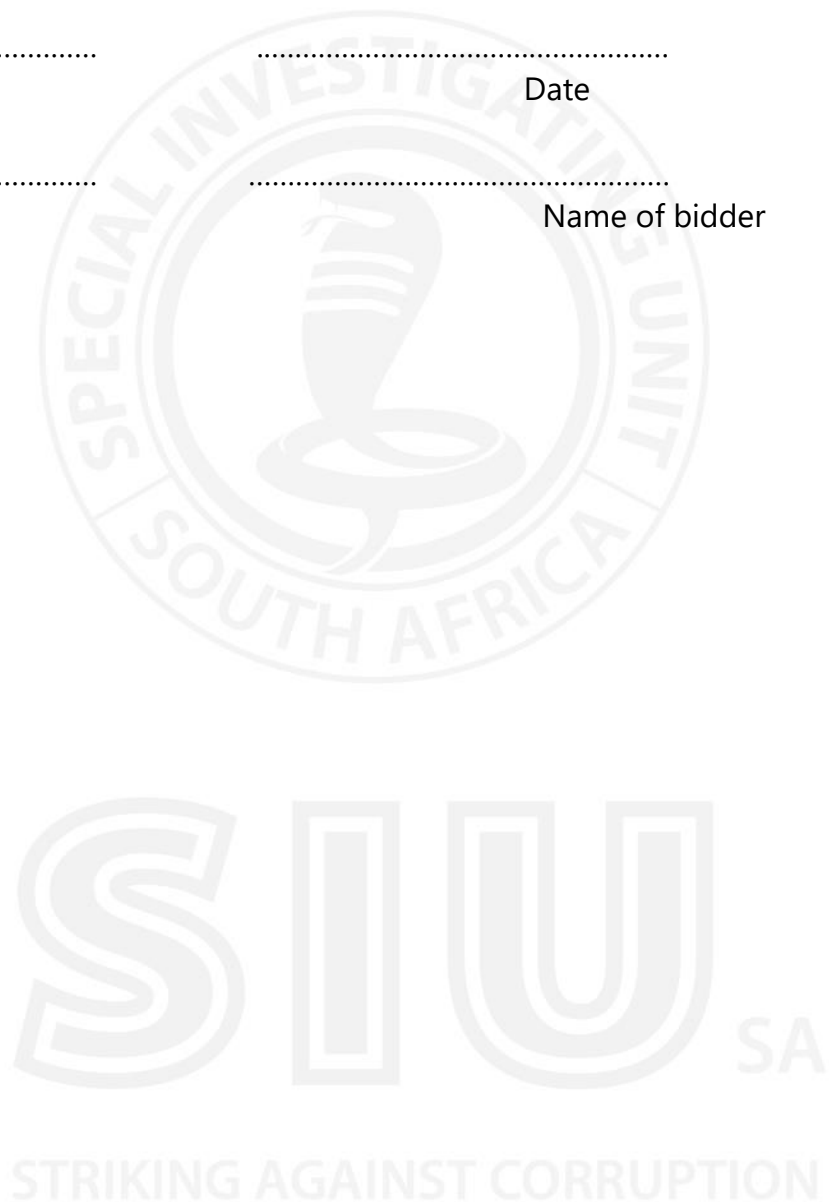 ............. .....................................................
Date
............. ......................................................
Name of bidder
SPECIAL INVESTIGATING UNIT
SOUTH AFRICA
SIU SA
STRIKING AGAINST CORRUPTION